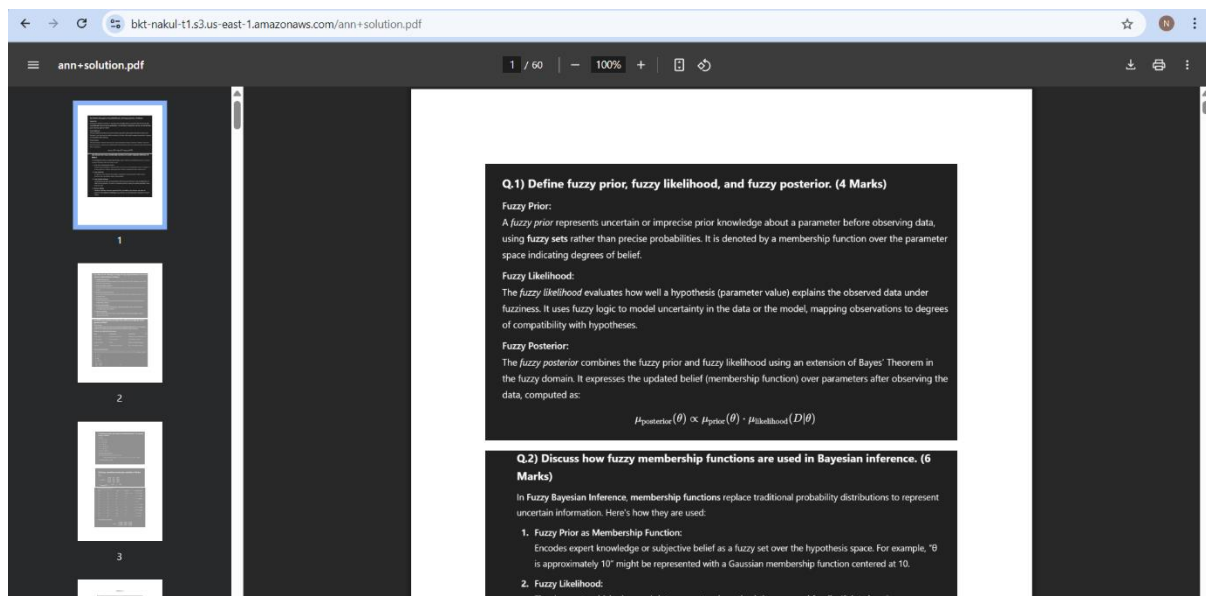 bkt-nakul-t1.s3.us-east-1.amazonaws.com/ann+solution.pdf
N
ann+solution.pdf
1 / 60
100%
1
2
3
Q.1) Define fuzzy prior, fuzzy likelihood, and fuzzy posterior. (4 Marks)
Fuzzy Prior:
A fuzzy prior represents uncertain or imprecise prior knowledge about a parameter before observing data,
using fuzzy sets rather than precise probabilities. It is denoted by a membership function over the parameter
space indicating degrees of belief.
Fuzzy Likelihood:
The fuzzy likelihood evaluates how well a hypothesis (parameter value) explains the observed data under
fuzziness. It uses fuzzy logic to model uncertainty in the data or the model, mapping observations to degrees
of compatibility with hypotheses.
Fuzzy Posterior:
The fuzzy posterior combines the fuzzy prior and fuzzy likelihood using an extension of Bayes' Theorem in
the fuzzy domain. It expresses the updated belief (membership function) over parameters after observing the
data, computed as:
μposterior(θ) ∝ μprior(θ) · μlikelihood(D|θ)
Q.2) Discuss how fuzzy membership functions are used in Bayesian inference. (6
Marks)
In Fuzzy Bayesian Inference, membership functions replace traditional probability distributions to represent
uncertain information. Here's how they are used:
1. Fuzzy Prior as Membership Function:
Encodes expert knowledge or subjective belief as a fuzzy set over the hypothesis space. For example, "θ
is approximately 10" might be represented with a Gaussian membership function centered at 10.
2. Fuzzy Likelihood: